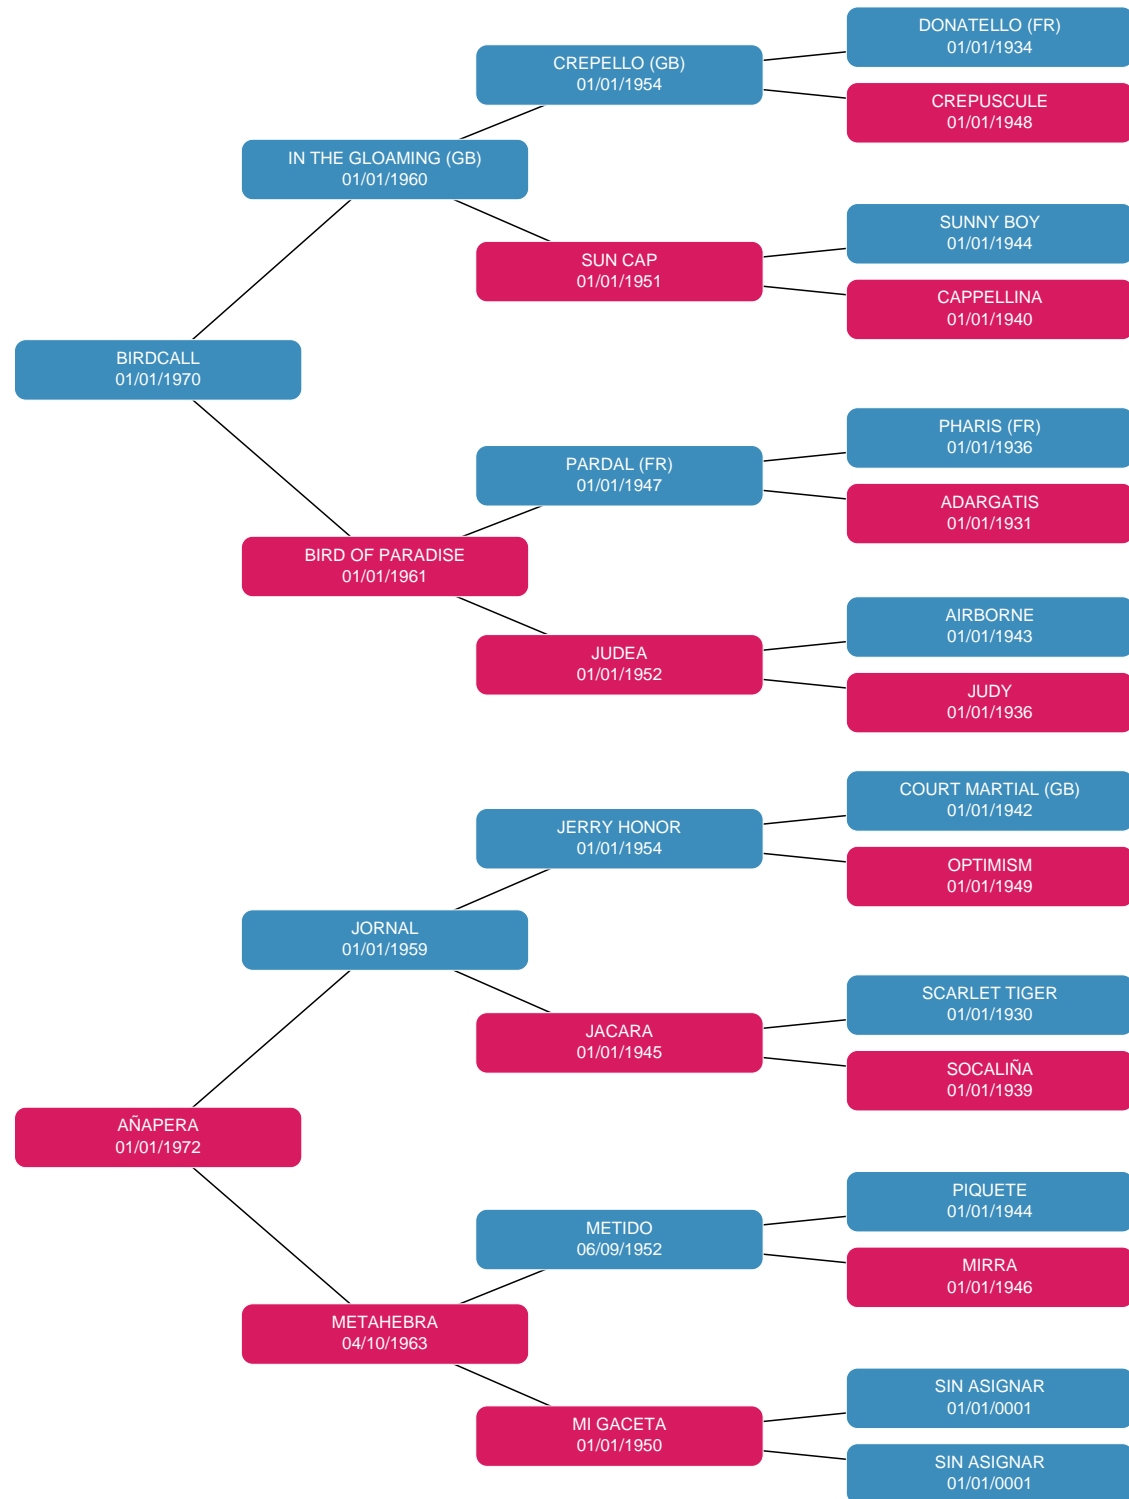 DONATELLO (FR)
01/01/1934
CREPELLO (GB)
01/01/1954
CREPUSCULE
01/01/1948
IN THE GLOAMING (GB)
01/01/1960
SUNNY BOY
01/01/1944
SUN CAP
01/01/1951
CAPPELLINA
01/01/1940
BIRDCALL
01/01/1970
PHARIS (FR)
01/01/1936
PARDAL (FR)
01/01/1947
ADARGATIS
01/01/1931
BIRD OF PARADISE
01/01/1961
AIRBORNE
01/01/1943
JUDEA
01/01/1952
JUDY
01/01/1936
COURT MARTIAL (GB)
01/01/1942
JERRY HONOR
01/01/1954
OPTIMISM
01/01/1949
JORNAL
01/01/1959
SCARLET TIGER
01/01/1930
JACARA
01/01/1945
SOCALIÑA
01/01/1939
AÑAPERA
01/01/1972
PIQUETE
01/01/1944
METIDO
06/09/1952
MIRRA
01/01/1946
METAHEBRA
04/10/1963
SIN ASIGNAR
01/01/0001
MI GACETA
01/01/1950
SIN ASIGNAR
01/01/0001